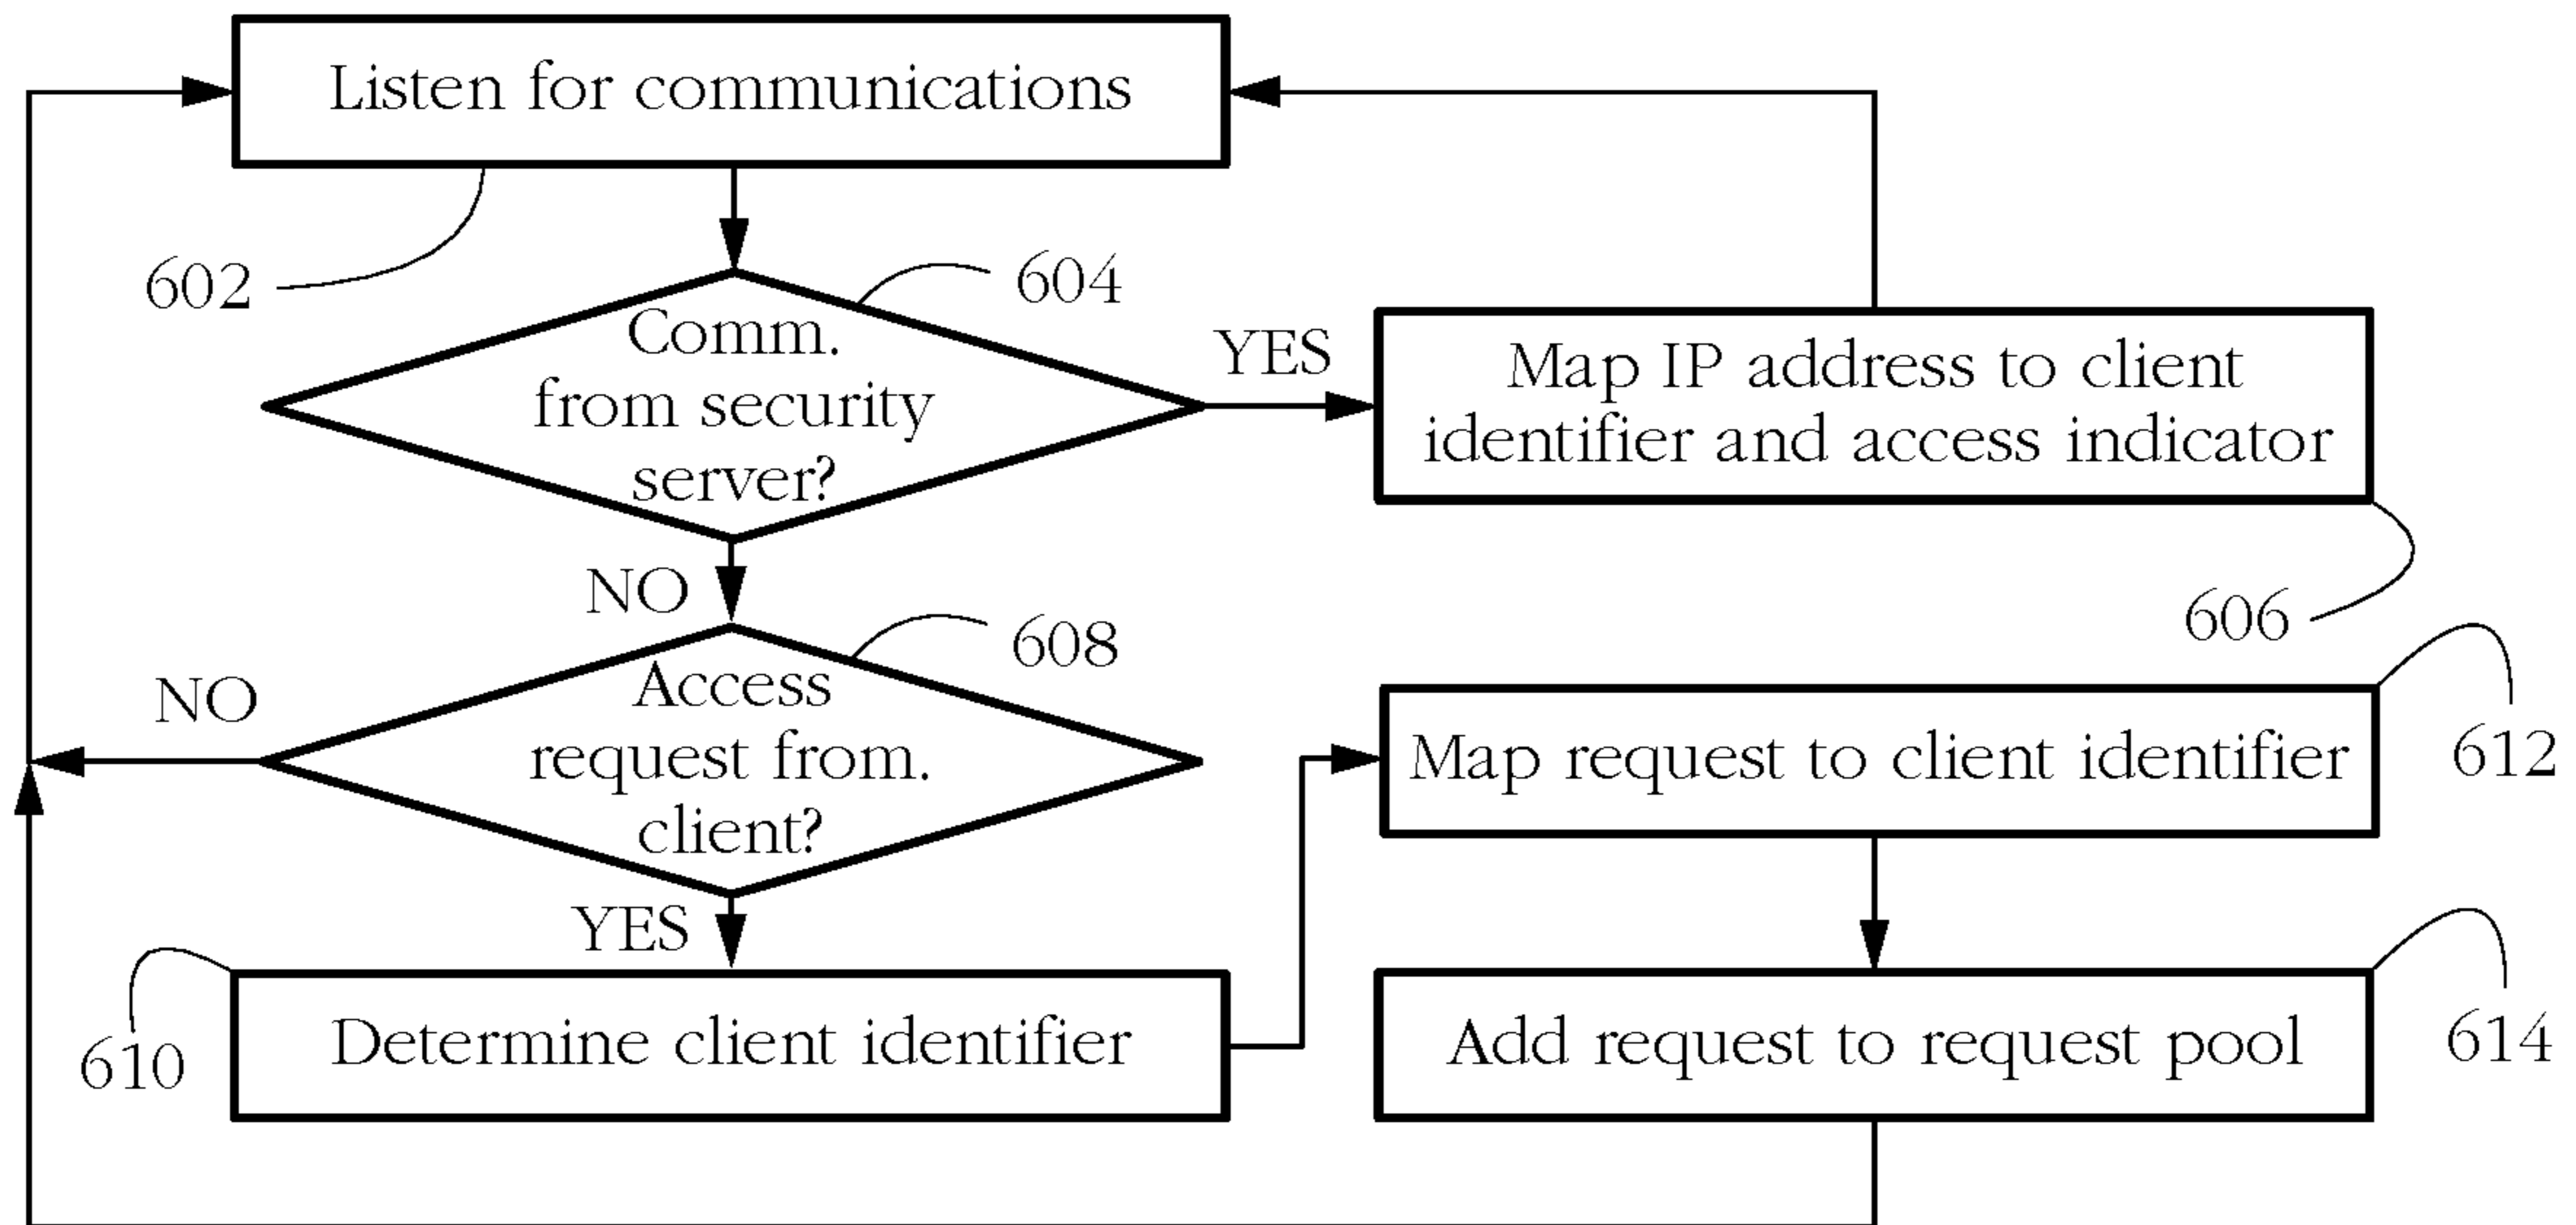 Listen for communications
602
604
Comm.
from security
server?
YES
Map IP address to client
identifier and access indicator
606
NO
608
Access
request from.
client?
NO
YES
610
Determine client identifier
612
Map request to client identifier
614
Add request to request pool